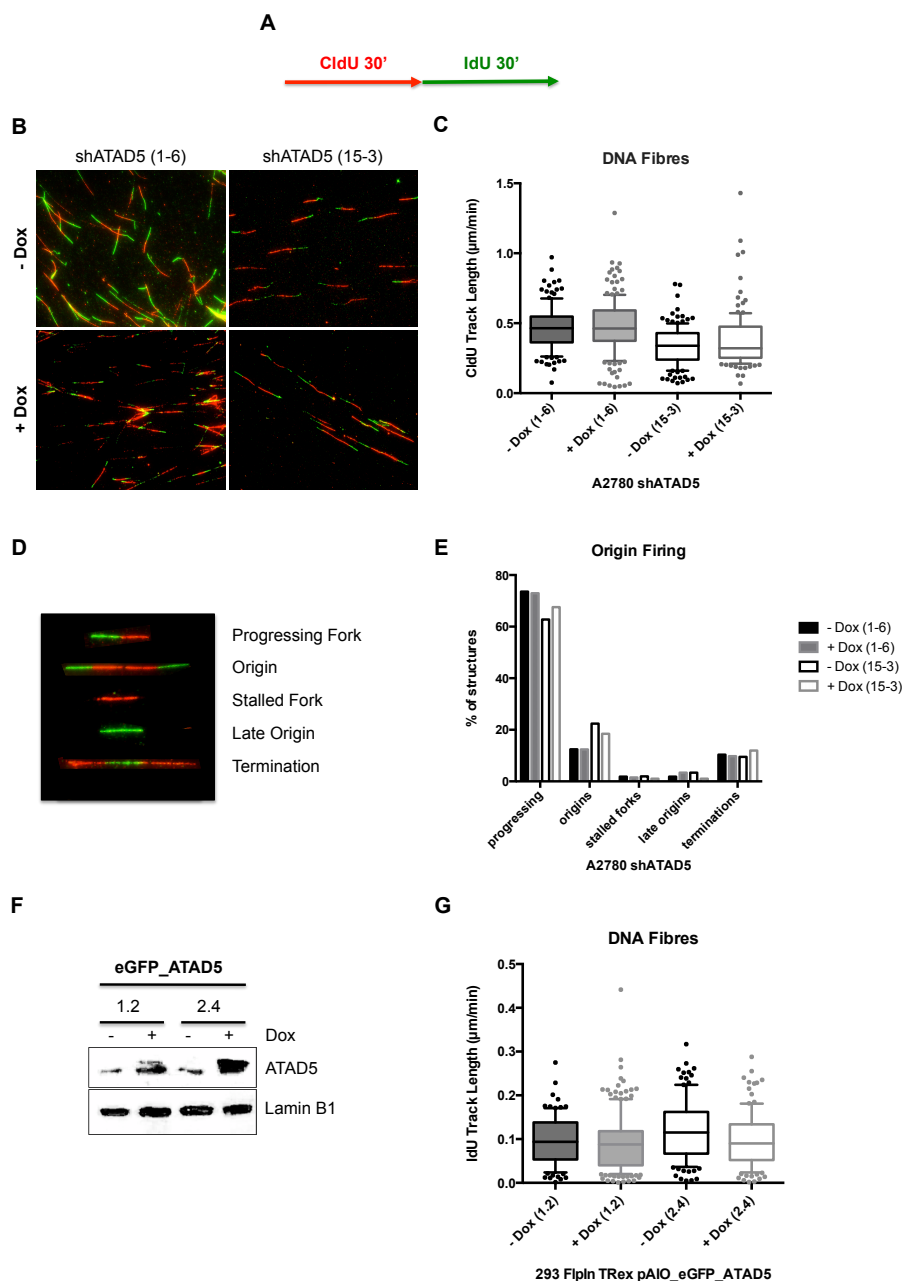 A
CldU 30' IdU 30'
B
shATAD5 (1-6) shATAD5 (15-3)
- Dox
+ Dox
C
DNA Fibres
CldU Track Length (μm/min)
1.5
1.0
0.5
0.0
- Dox (1-6) + Dox (1-6) - Dox (15-3) + Dox (15-3)
A2780 shATAD5
D
Progressing Fork
Origin
Stalled Fork
Late Origin
Termination
E
Origin Firing
% of structures
80
60
40
20
0
progressing origins stalled forks late origins terminations
A2780 shATAD5
- Dox (1-6)
+ Dox (1-6)
- Dox (15-3)
+ Dox (15-3)
F
eGFP_ATAD5
1.2 2.4
- + - + Dox
ATAD5
Lamin B1
G
DNA Fibres
IdU Track Length (μm/min)
0.5
0.4
0.3
0.2
0.1
0.0
- Dox (1.2) + Dox (1.2) - Dox (2.4) + Dox (2.4)
293 FlpIn TRex pAIO_eGFP_ATAD5